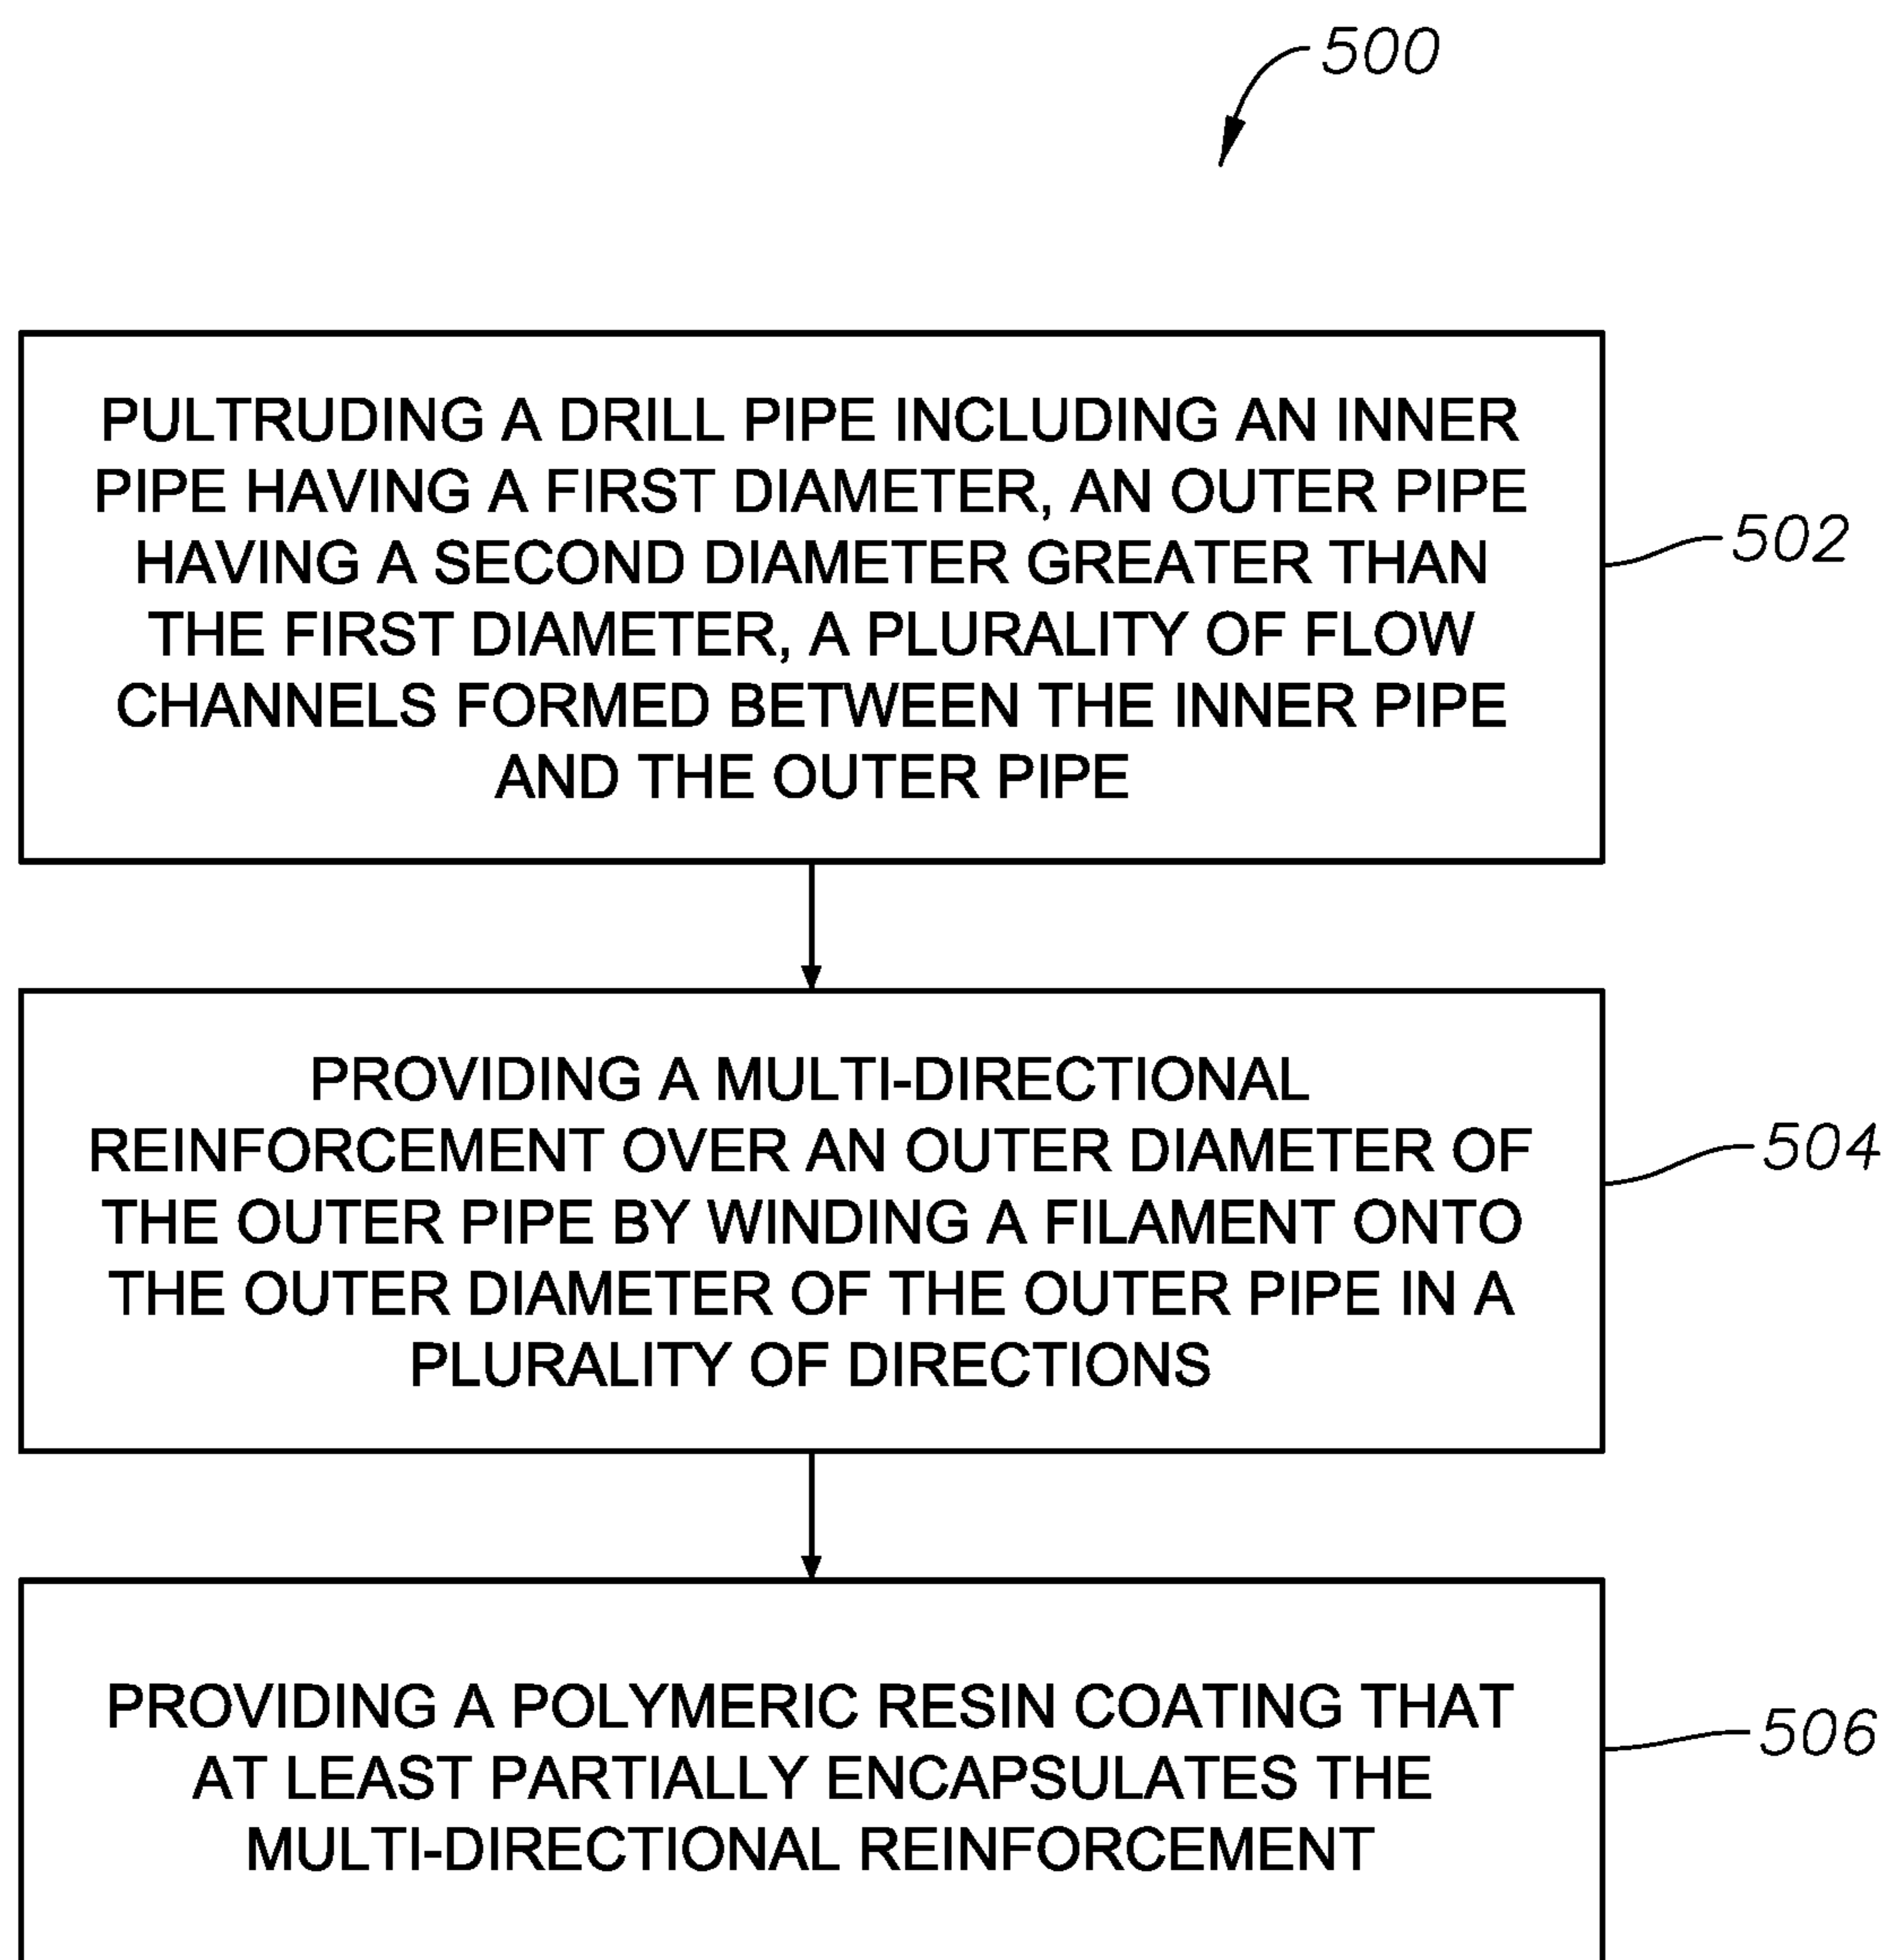 500
PULTRUDING A DRILL PIPE INCLUDING AN INNER
PIPE HAVING A FIRST DIAMETER, AN OUTER PIPE
HAVING A SECOND DIAMETER GREATER THAN
THE FIRST DIAMETER, A PLURALITY OF FLOW
CHANNELS FORMED BETWEEN THE INNER PIPE
AND THE OUTER PIPE
502
PROVIDING A MULTI-DIRECTIONAL
REINFORCEMENT OVER AN OUTER DIAMETER OF
THE OUTER PIPE BY WINDING A FILAMENT ONTO
THE OUTER DIAMETER OF THE OUTER PIPE IN A
PLURALITY OF DIRECTIONS
504
PROVIDING A POLYMERIC RESIN COATING THAT
AT LEAST PARTIALLY ENCAPSULATES THE
MULTI-DIRECTIONAL REINFORCEMENT
506